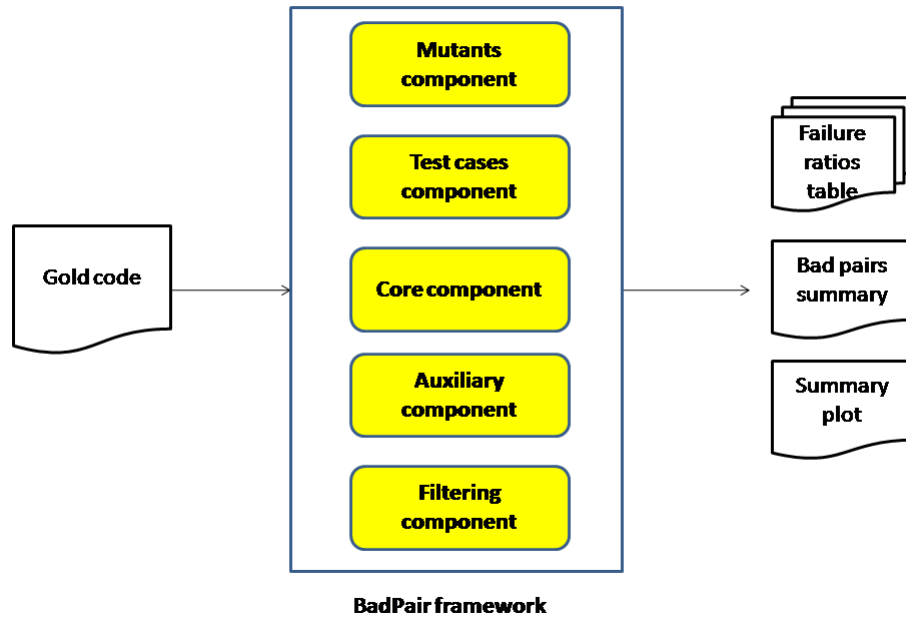 Gold code
Mutants
component
Test cases
component
Core component
Auxiliary
component
Filtering
component
BadPair framework
Failure
ratios
table
Bad pairs
summary
Summary
plot